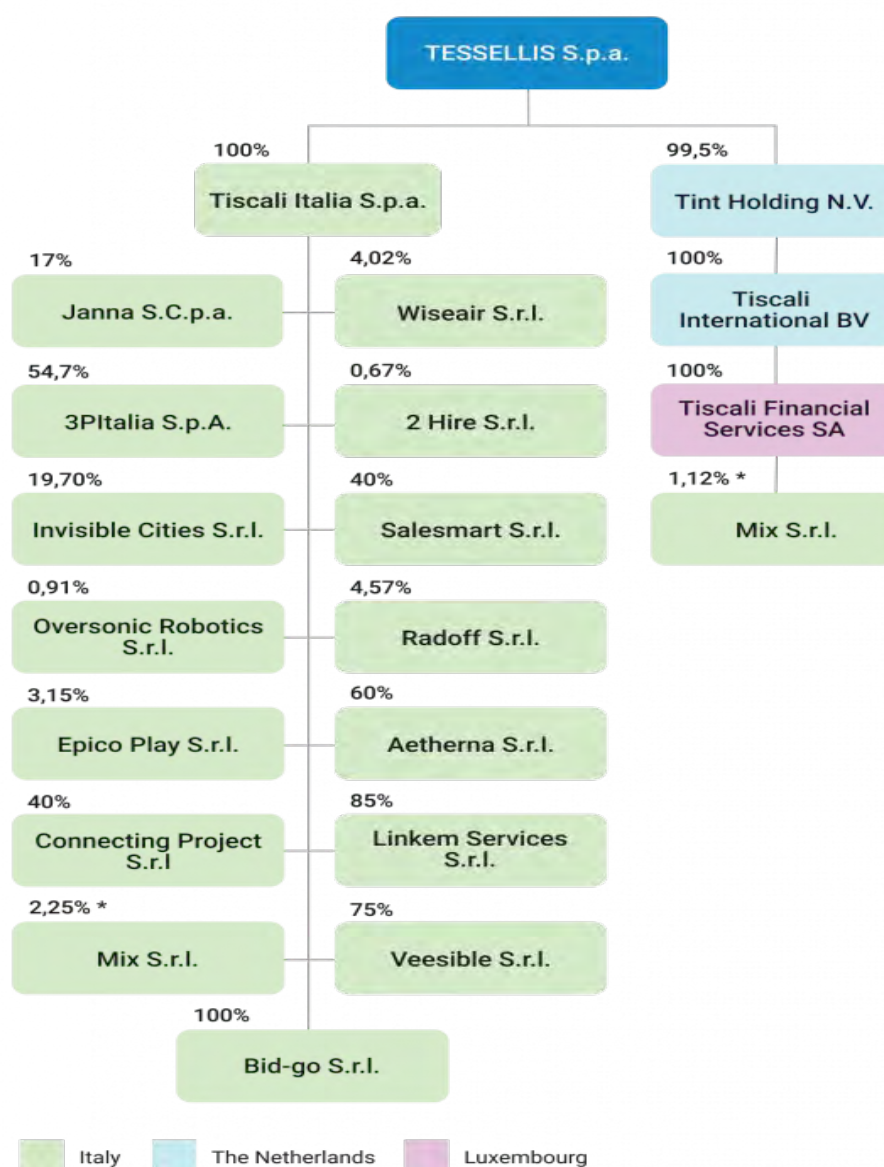 TESSELLIS S.p.a.
100%
Tiscali Italia S.p.a.
99,5%
Tint Holding N.V.
17%
Janna S.C.p.a.
4,02%
Wiseair S.r.l.
100%
Tiscali
International BV
54,7%
3PItalia S.p.A.
0,67%
2 Hire S.r.l.
100%
Tiscali Financial
Services SA
19,70%
Invisible Cities S.r.l.
40%
Salesmart S.r.l.
1,12% *
Mix S.r.l.
0,91%
Oversonic Robotics
S.r.l.
4,57%
Radoff S.r.l.
3,15%
Epico Play S.r.l.
60%
Aetherna S.r.l.
40%
Connecting Project
S.r.l
85%
Linkem Services
S.r.l.
2,25% *
Mix S.r.l.
75%
Veesible S.r.l.
100%
Bid-go S.r.l.
Italy
The Netherlands
Luxembourg